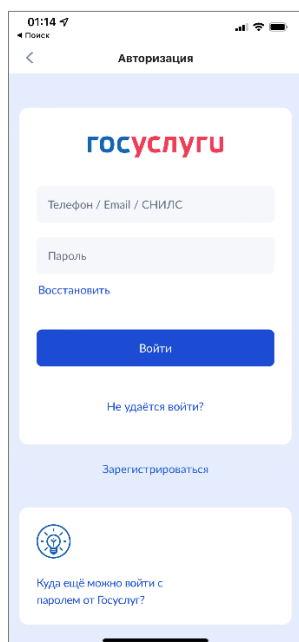 01:14
Поиск
Авторизация
госуслуги
Телефон / Email / СНИЛС
Пароль
Восстановить
Войти
Не удаётся войти?
Зарегистрироваться
Куда ещё можно войти с
паролем от Госуслуг?